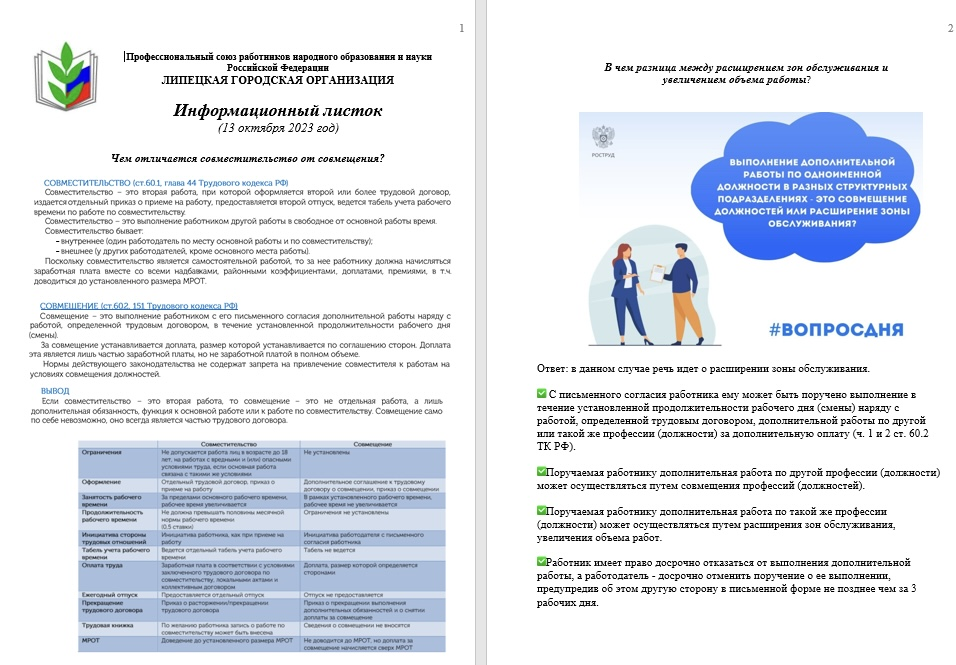 1
Профессиональный союз работников народного образования и науки
Российской Федерации
ЛИПЕЦКАЯ ГОРОДСКАЯ ОРГАНИЗАЦИЯ
Информационный листок
(13 октября 2023 год)
Чем отличается совместительство от совмещения?
СОВМЕСТИТЕЛЬСТВО (ст.60.1, глава 44 Трудового кодекса РФ)
Совместительство – это вторая работа, при которой оформляется второй или более трудовой договор,
издается отдельный приказ о приеме на работу, предоставляется второй отпуск, ведется табель учета рабочего
времени по работе по совместительству.
Совместительство – это выполнение работником другой работы в свободное от основной работы время.
Совместительство бывает:
– внутреннее (один работодатель по месту основной работы и по совместительству);
– внешнее (у других работодателей, кроме основного места работы).
Поскольку совместительство является самостоятельной работой, то за нее работнику должна начисляться
заработная плата вместе со всеми надбавками, районными коэффициентами, доплатами, премиями, в т.ч.
доводиться до установленного размера МРОТ.
СОВМЕЩЕНИЕ (ст.602, 151 Трудового кодекса РФ)
Совмещение – это выполнение работником с его письменного согласия дополнительной работы наряду с
работой, определенной трудовым договором, в течение установленной продолжительности рабочего дня
(смены).
За совмещение устанавливается доплата, размер которой устанавливается по соглашению сторон. Доплата
эта является лишь частью заработной платы, но не заработной платой в полном объеме.
Нормы действующего законодательства не содержат запрета на привлечение совместителя к работам на
условиях совмещения должностей.
ВЫВОД
Если совместительство – это вторая работа, то совмещение – это не отдельная работа, а лишь
дополнительная обязанность, функция к основной работе или к работе по совместительству. Совмещение само
по себе невозможно, оно всегда является частью трудового договора.
Совместительство Совмещение
Ограничения Не допускается работа лиц в возрасте до 18 Не установлены
лет, на работах с вредными и (или) опасными
условиями труда, если основная работа
связана с такими же условиями
Оформление Отдельный трудовой договор, приказ о Дополнительное соглашение к трудовому
приеме на работу договору о совмещении, приказ о совмещении
Занятость рабочего За пределами основного рабочего времени, В рамках установленного рабочего времени,
времени рабочее время увеличивается рабочее время не увеличивается
Продолжительность Не должна превышать половины месячной Ограничения не установлены
рабочего времени нормы рабочего времени
(0,5 ставки)
Инициатива стороны Инициатива работника, как при приеме на Инициатива работодателя с письменного
трудовых отношений работу согласия работника
Табель учета рабочего Ведется отдельный табель учета рабочего Табель не ведется
времени времени
Оплата труда Заработная плата в соответствии с условиями Доплата, размер которой определяется
заключенного трудового договора по сторонами
совместительству, локальными актами и
коллективным договором
Ежегодный отпуск Предоставляется отдельный отпуск Отпуск не предоставляется
Прекращение Приказ о расторжении/прекращении Приказ о прекращении выполнения
трудового договора трудового договора дополнительных обязанностей и о снятии
доплаты за совмещение
Трудовая книжка По желанию работника запись о работе по Сведения о совмещении не вносятся
совместительству может быть внесена
МРОТ Доведение до установленного размера МРОТ Не доводится до МРОТ, но доплата за
совмещение начисляется сверх МРОТ
2
В чем разница между расширением зон обслуживания и
увеличением объема работы?
РОСТРУД
ВЫПОЛНЕНИЕ ДОПОЛНИТЕЛЬНОЙ
РАБОТЫ ПО ОДНОИМЕННОЙ
ДОЛЖНОСТИ В РАЗНЫХ СТРУКТУРНЫХ
ПОДРАЗДЕЛЕНИЯХ - ЭТО СОВМЕЩЕНИЕ
ДОЛЖНОСТЕЙ ИЛИ РАСШИРЕНИЕ ЗОНЫ
ОБСЛУЖИВАНИЯ?
#ВОПРОСДНЯ
Ответ: в данном случае речь идет о расширении зоны обслуживания.
✅ С письменного согласия работника ему может быть поручено выполнение в
течение установленной продолжительности рабочего дня (смены) наряду с
работой, определенной трудовым договором, дополнительной работы по другой
или такой же профессии (должности) за дополнительную оплату (ч. 1 и 2 ст. 60.2
ТК РФ).
✅Поручаемая работнику дополнительная работа по другой профессии (должности)
может осуществляться путем совмещения профессий (должностей).
✅Поручаемая работнику дополнительная работа по такой же профессии
(должности) может осуществляться путем расширения зон обслуживания,
увеличения объема работ.
✅Работник имеет право досрочно отказаться от выполнения дополнительной
работы, а работодатель - досрочно отменить поручение о ее выполнении,
предупредив об этом другую сторону в письменной форме не позднее чем за 3
рабочих дня.